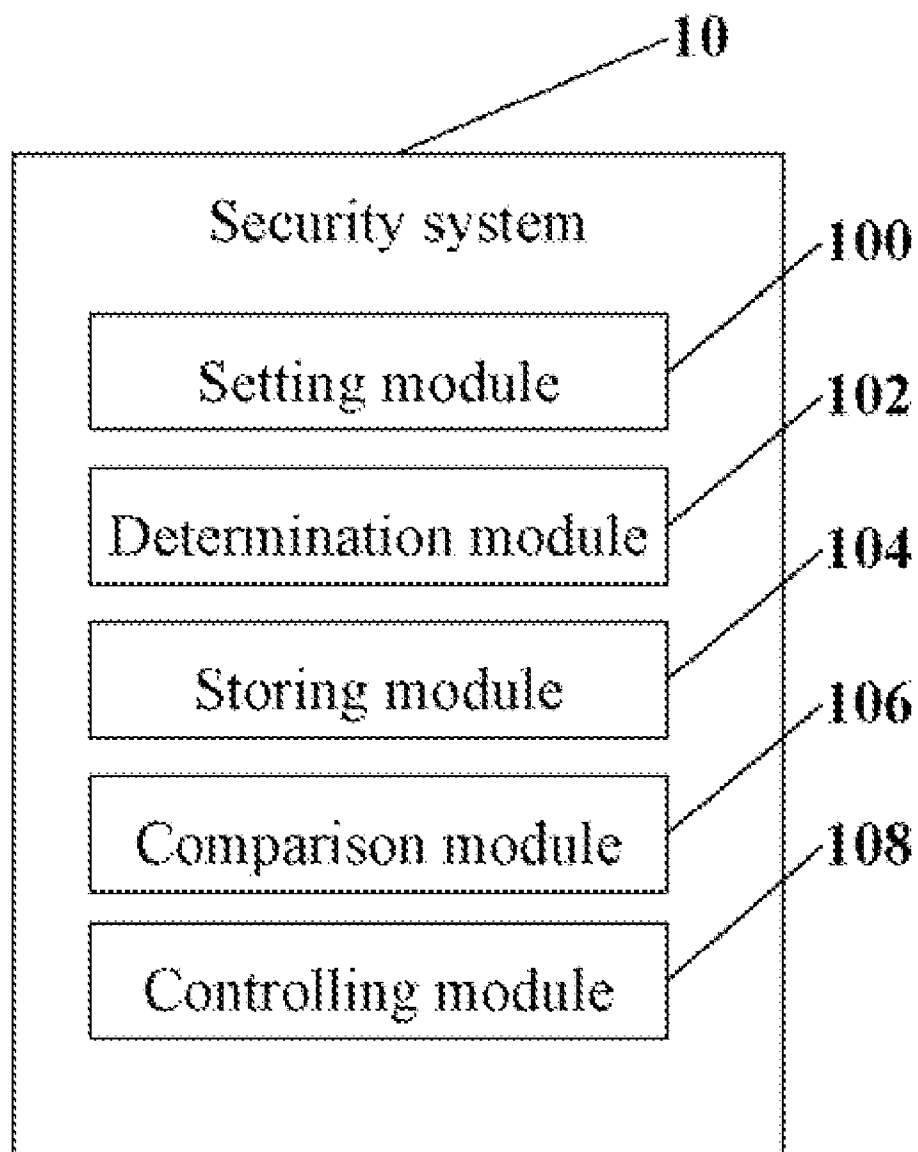 10
Security system
100
Setting module
102
Determination module
104
Storing module
106
Comparison module
108
Controlling module